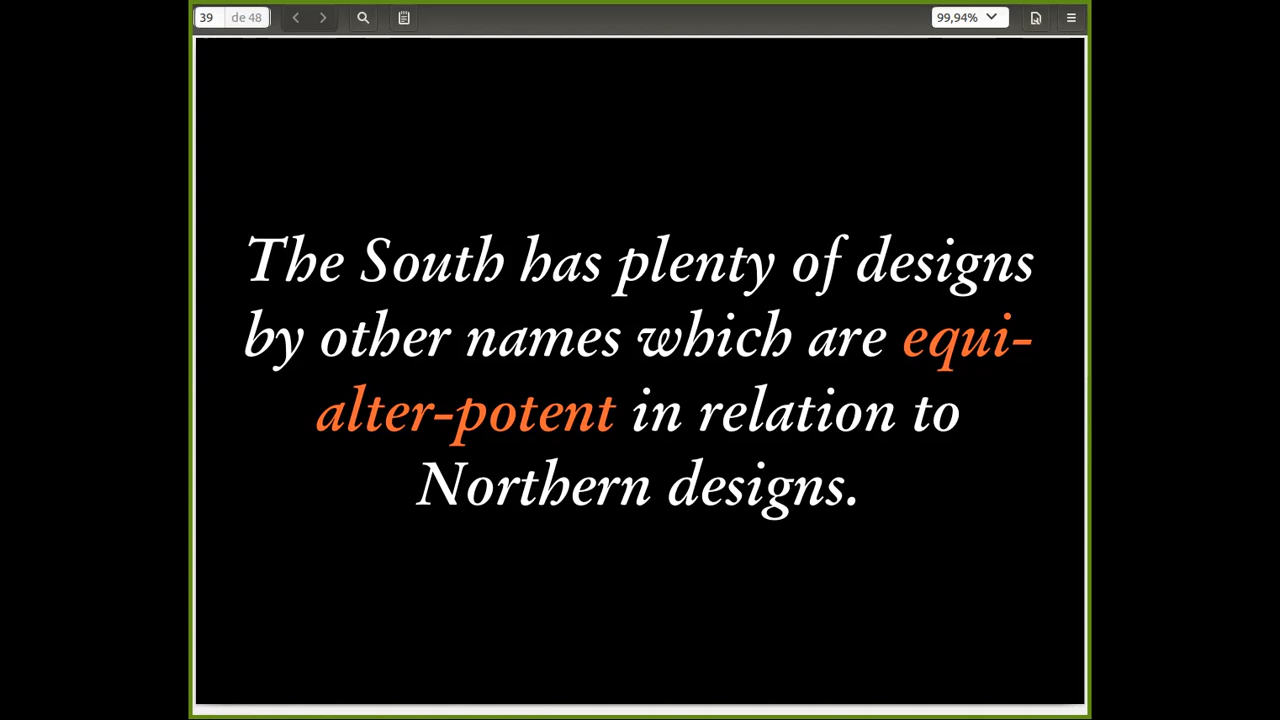 39 de 48 99,94%
The South has plenty of designs
by other names which are equi-
alter-potent in relation to
Northern designs.